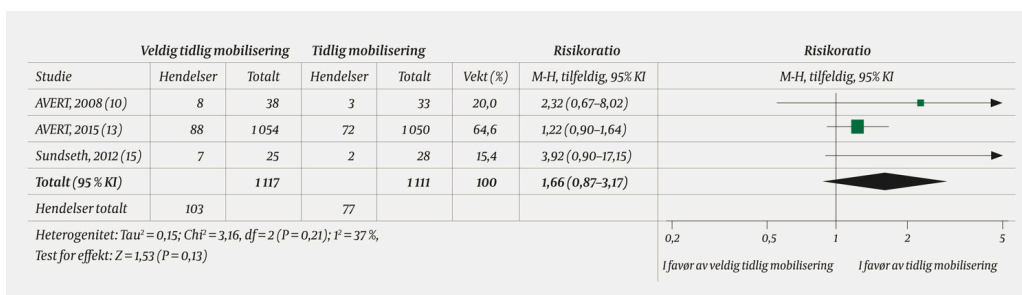 Veldig tidlig mobilisering Tidlig mobilisering Risikoratio Risikoratio
Studie Hendelser Totalt Hendelser Totalt Vekt (%) M-H, tilfeldig, 95% KI M-H, tilfeldig, 95% KI
AVERT, 2008 (10) 8 38 3 33 20,0 2,32 (0,67–8,02)
AVERT, 2015 (13) 88 1 054 72 1 050 64,6 1,22 (0,90–1,64)
Sundseth, 2012 (15) 7 25 2 28 15,4 3,92 (0,90–17,15)
Totalt (95 % KI) 1 117 1 111 100 1,66 (0,87–3,17)
Hendelser totalt 103 77
Heterogenitet: Tau² = 0,15; Chi² = 3,16, df = 2 (P = 0,21); I² = 37 %,
Test for effekt: Z = 1,53 (P = 0,13)
0,2 0,5 1 2 5
I favør av veldig tidlig mobilisering I favør av tidlig mobilisering